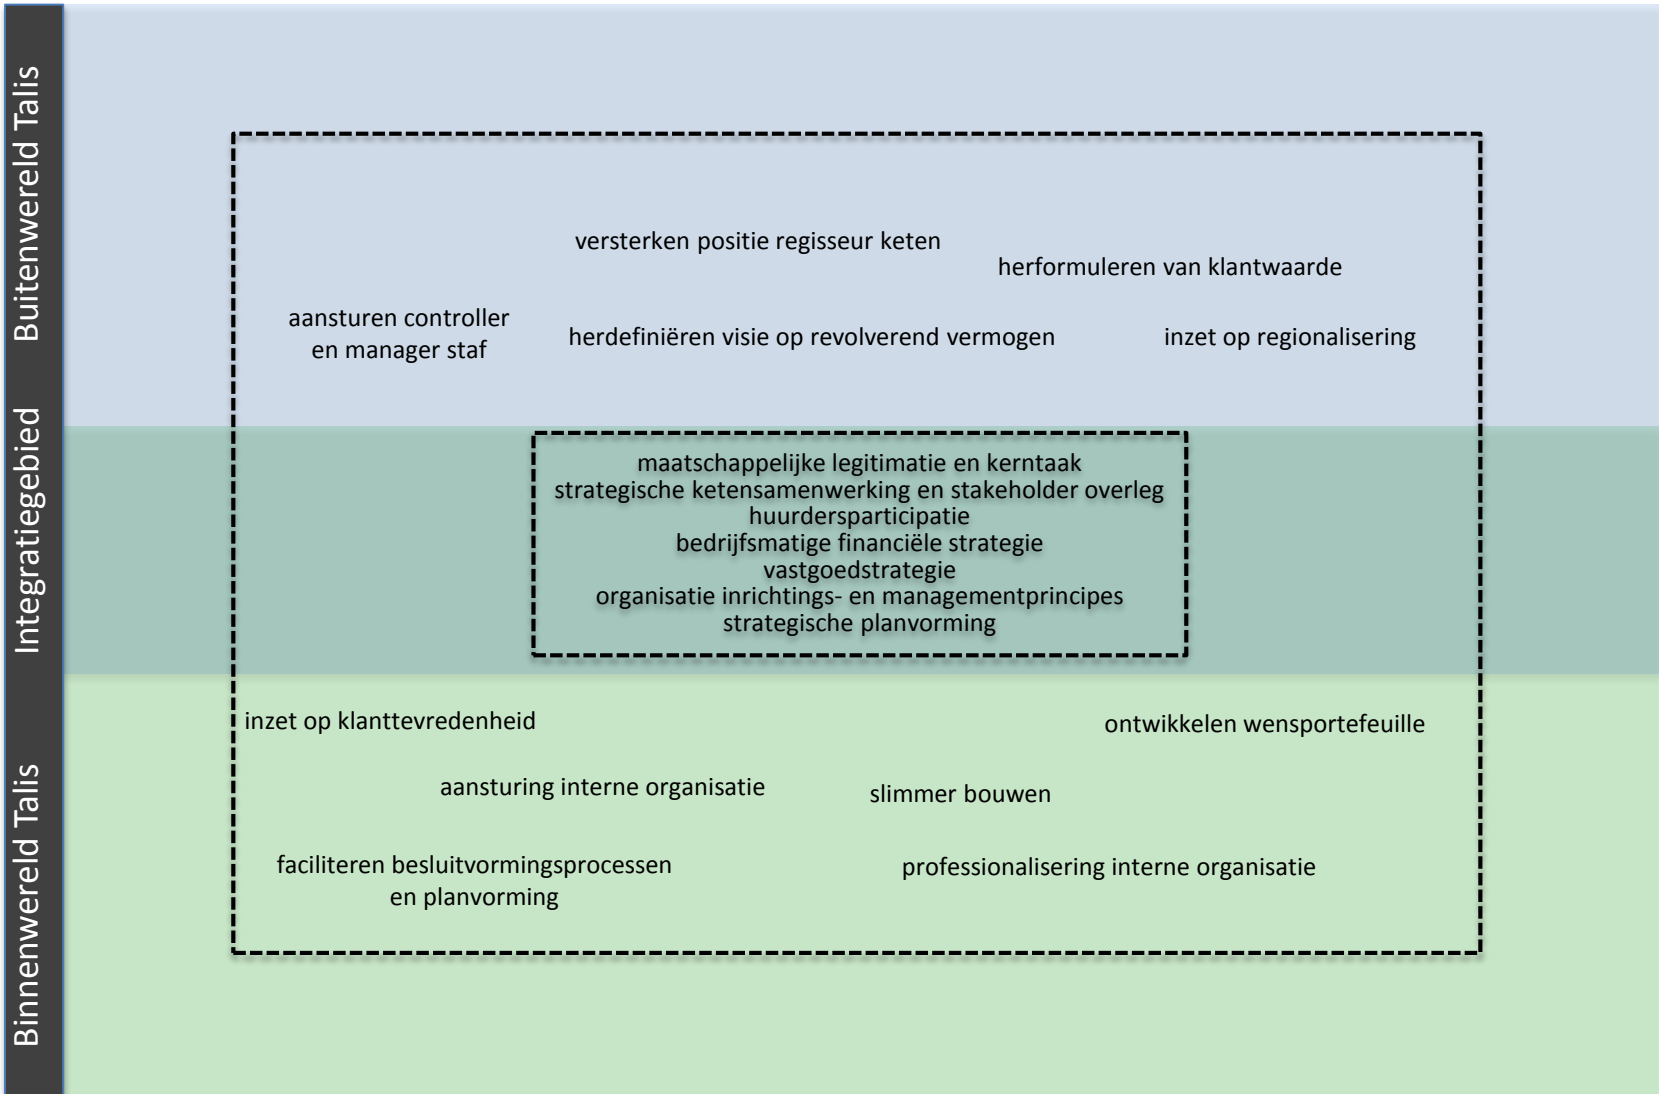 Buitenwereld Talis
versterken positie regisseur keten
herformuleren van klantwaarde
aansturen controller
en manager staf
herdefiniëren visie op revolverend vermogen
inzet op regionalisering
Integratiegebied
maatschappelijke legitimatie en kerntaak
strategische ketensamenwerking en stakeholder overleg
huurdersparticipatie
bedrijfsmatige financiële strategie
vastgoedstrategie
organisatie inrichtings- en managementprincipes
strategische planvorming
Binnenwereld Talis
inzet op klanttevredenheid
ontwikkelen wensportefeuille
aansturing interne organisatie
slimmer bouwen
faciliteren besluitvormingsprocessen
en planvorming
professionalisering interne organisatie